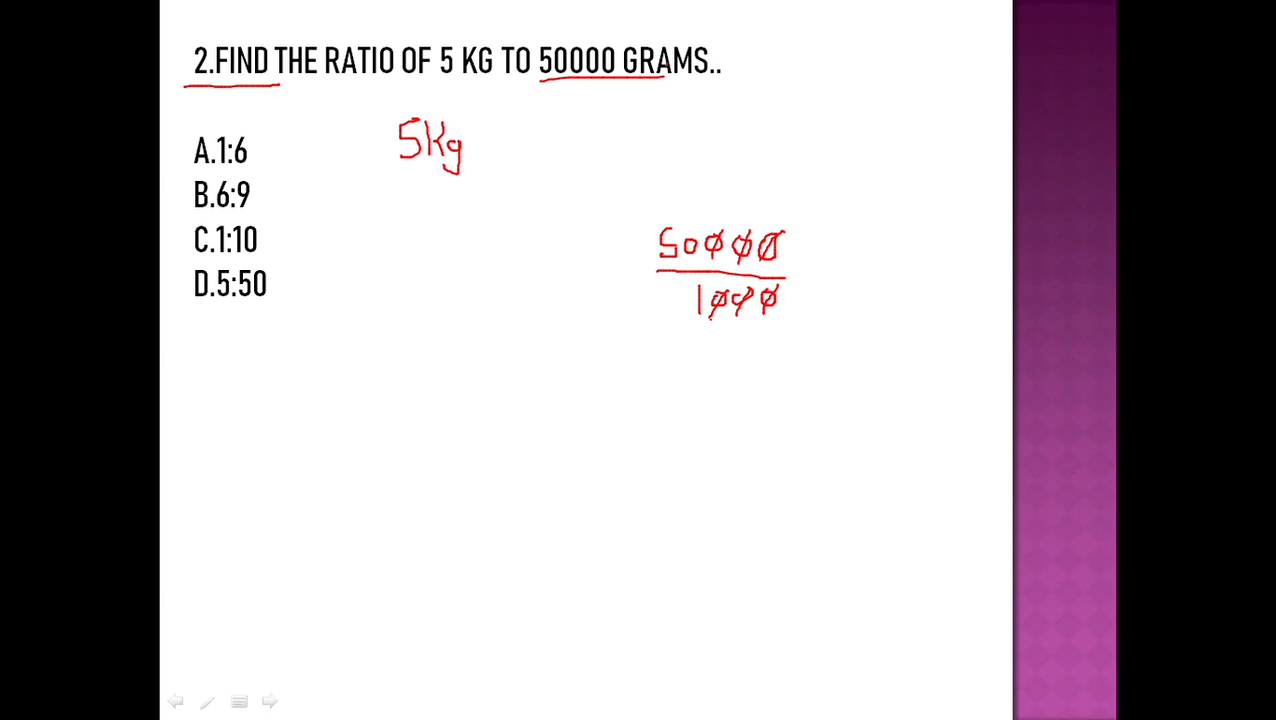 2.FIND THE RATIO OF 5 KG TO 50000 GRAMS..
A.1:6
5Kg
B.6:9
C.1:10
50000
1000
D.5:50